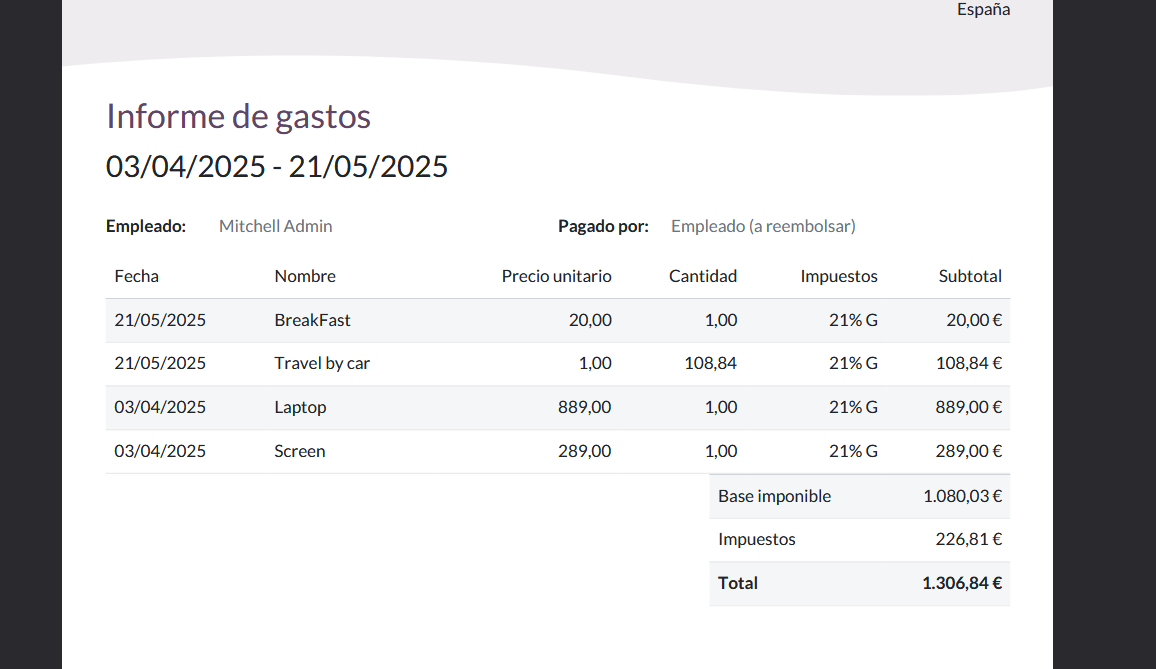 España
Informe de gastos
03/04/2025 - 21/05/2025
Empleado: Mitchell Admin Pagado por: Empleado (a reembolsar)
Fecha Nombre Precio unitario Cantidad Impuestos Subtotal
21/05/2025 BreakFast 20,00 1,00 21% G 20,00 €
21/05/2025 Travel by car 1,00 108,84 21% G 108,84 €
03/04/2025 Laptop 889,00 1,00 21% G 889,00 €
03/04/2025 Screen 289,00 1,00 21% G 289,00 €
Base imponible 1.080,03 €
Impuestos 226,81 €
Total 1.306,84 €